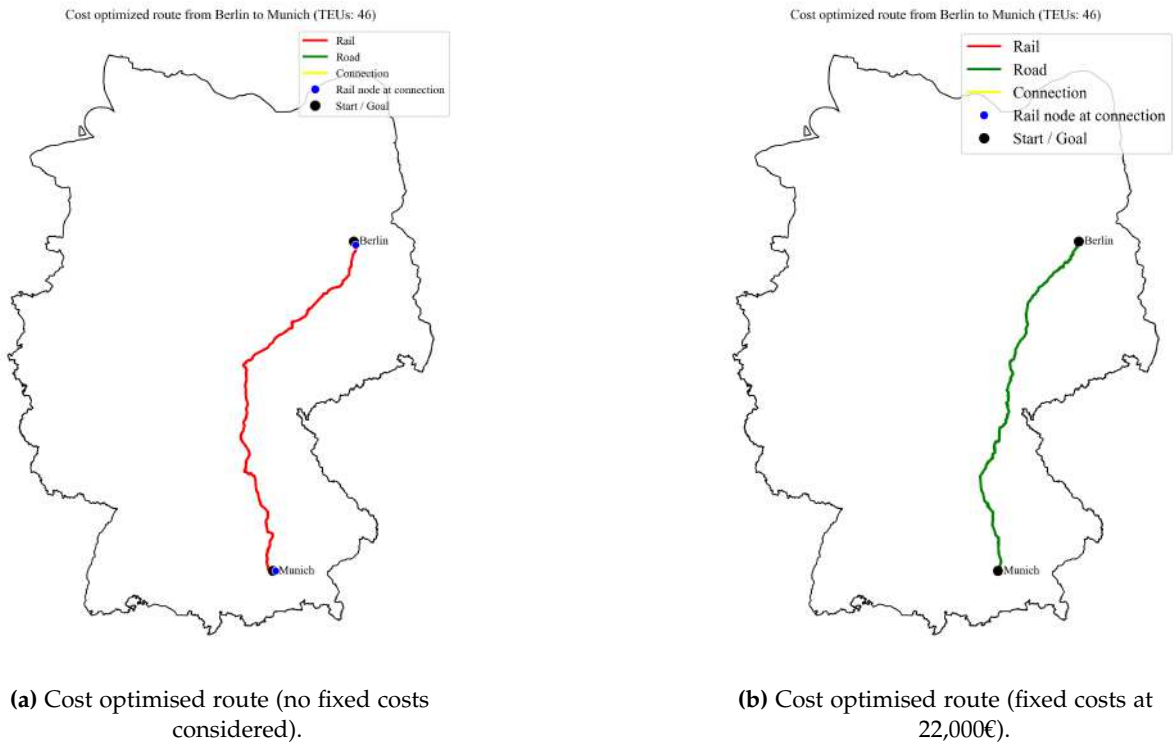 Cost optimized route from Berlin to Munich (TEUs: 46)
Rail
Road
Connection
Rail node at connection
Start / Goal
Berlin
Munich
(a) Cost optimised route (no fixed costs
considered).
Cost optimized route from Berlin to Munich (TEUs: 46)
Rail
Road
Connection
Rail node at connection
Start / Goal
Berlin
Munich
(b) Cost optimised route (fixed costs at
22,000€).